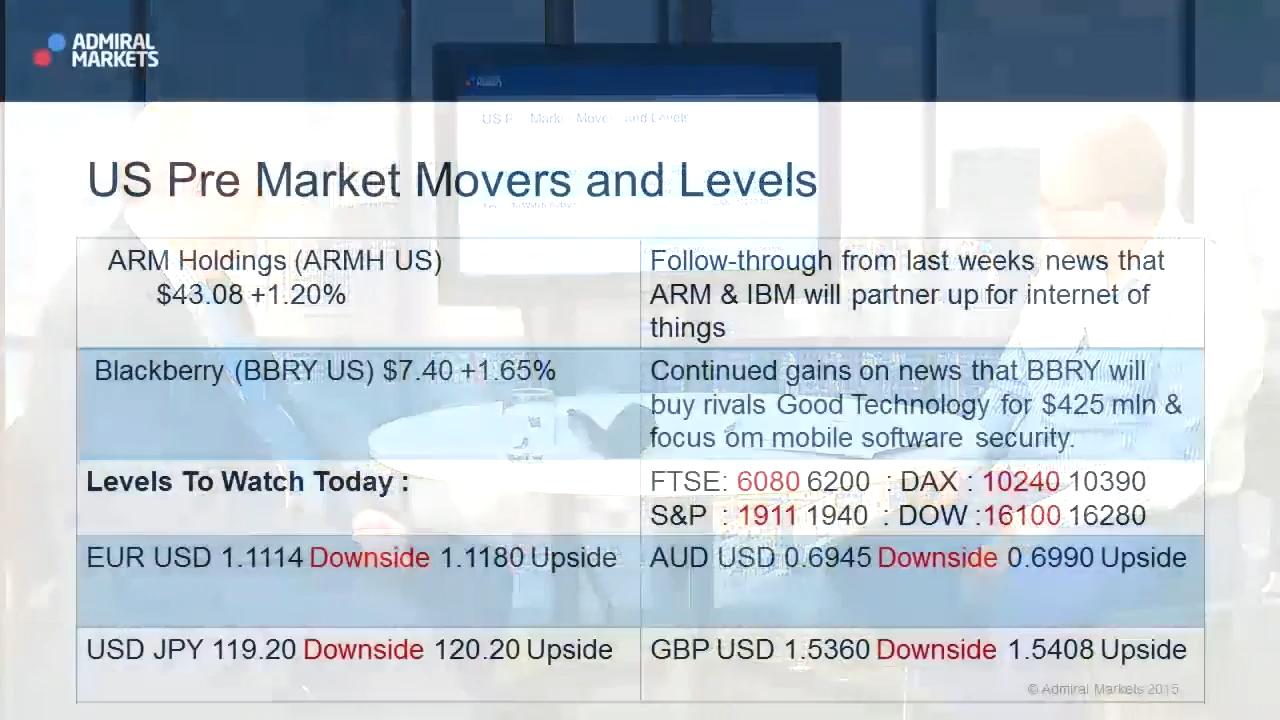 ADMIRAL
MARKETS
US Pre Market Movers and Levels
ARM Holdings (ARMH US)
$43.08 +1.20%
Follow-through from last weeks news that
ARM & IBM will partner up for internet of
things
Blackberry (BBRY US) $7.40 +1.65%
Continued gains on news that BBRY will
buy rivals Good Technology for $425 mln &
focus om mobile software security.
Levels To Watch Today :
FTSE: 6080 6200 : DAX : 10240 10390
S&P : 1911 1940 : DOW :16100 16280
EUR USD 1.1114 Downside 1.1180 Upside
AUD USD 0.6945 Downside 0.6990 Upside
USD JPY 119.20 Downside 120.20 Upside
GBP USD 1.5360 Downside 1.5408 Upside
© Admiral Markets 2015